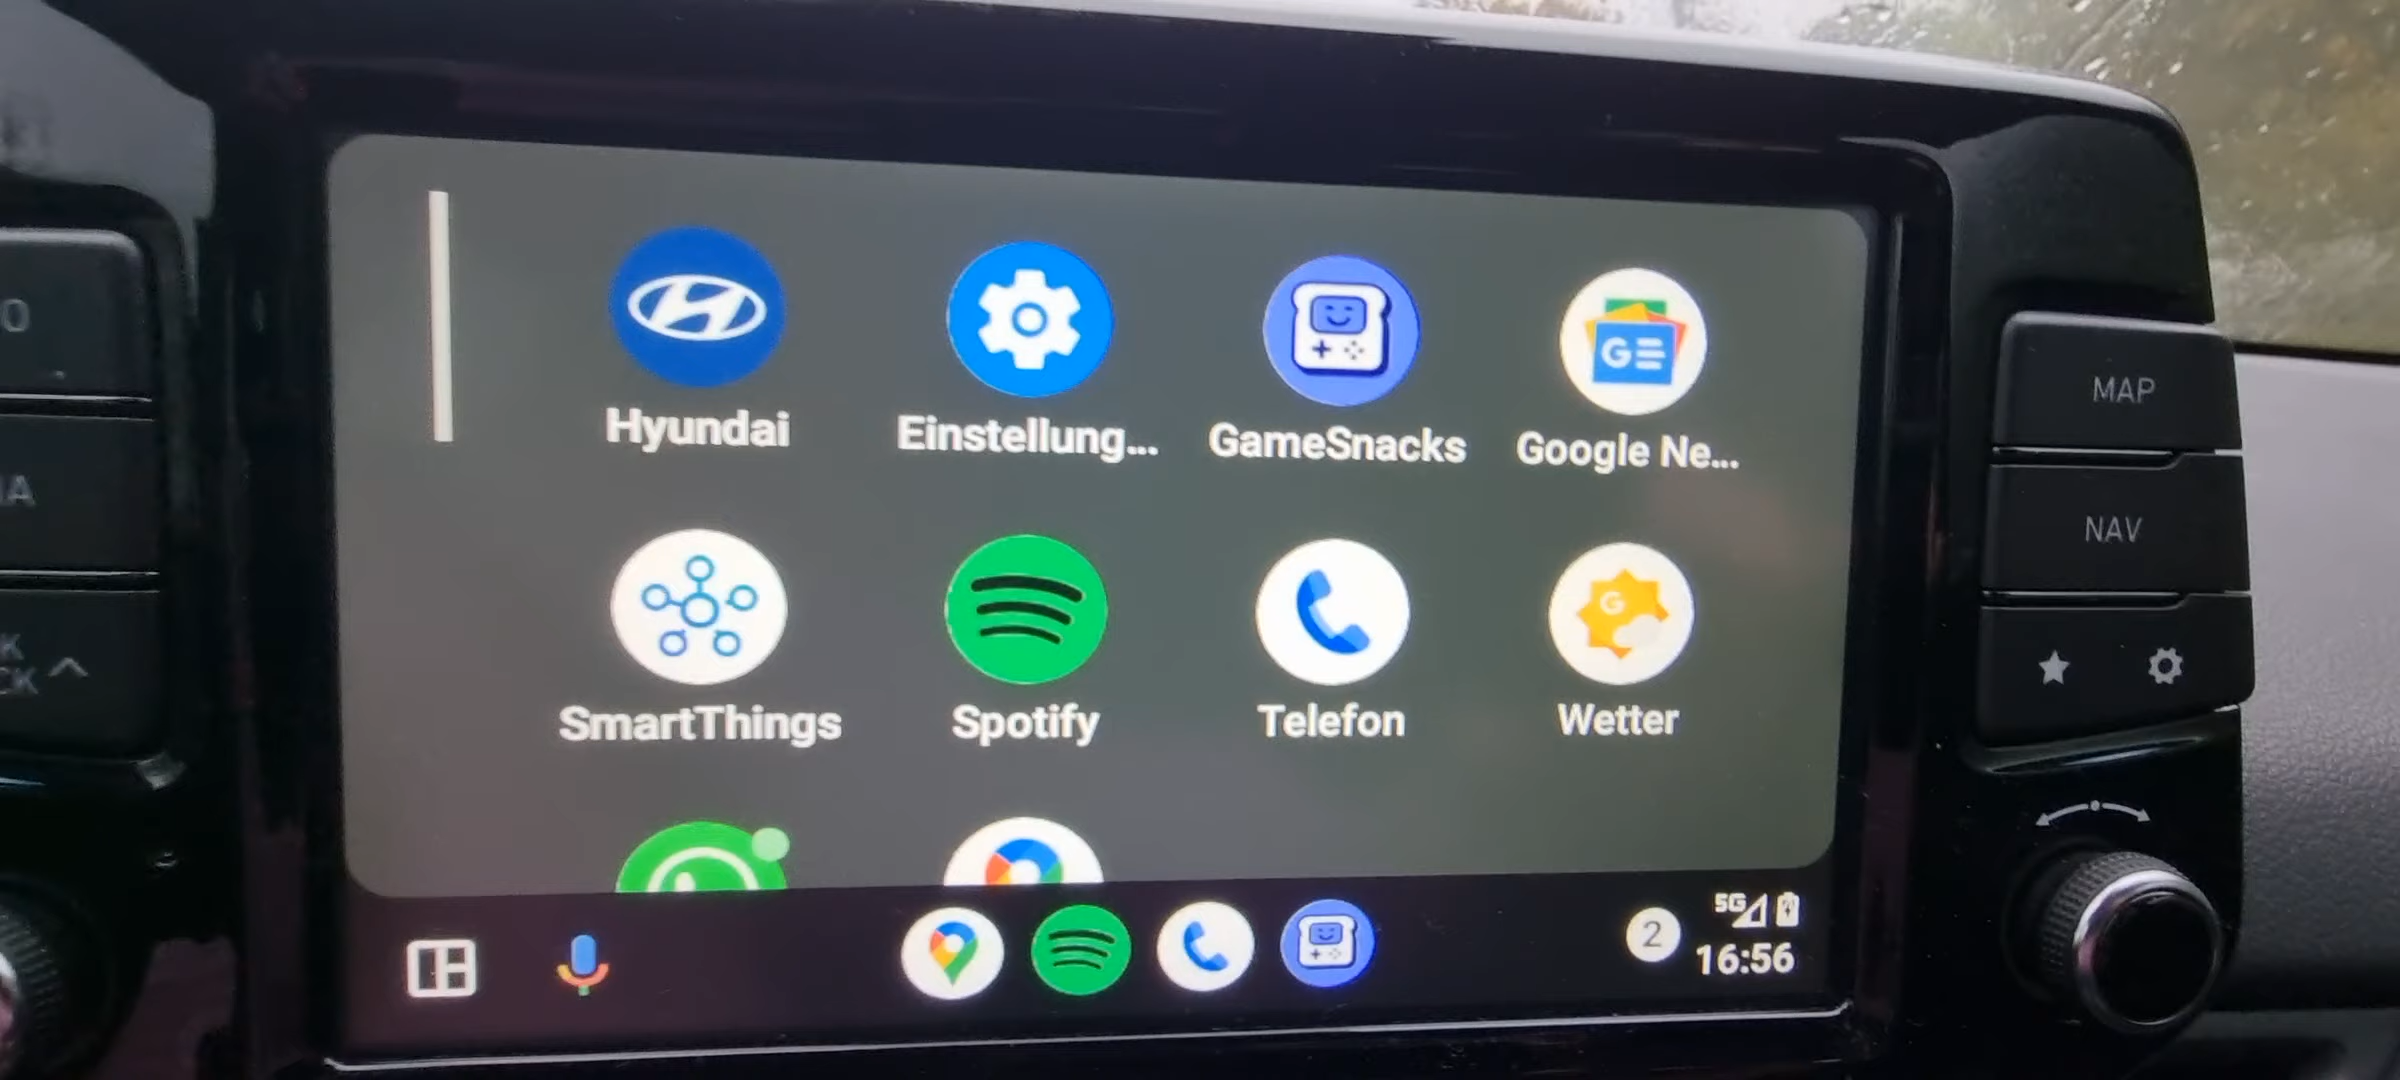 Hyundai
Einstellung...
GameSnacks
Google Ne...
SmartThings
Spotify
Telefon
Wetter
2
5G
16:56
MAP
NAV